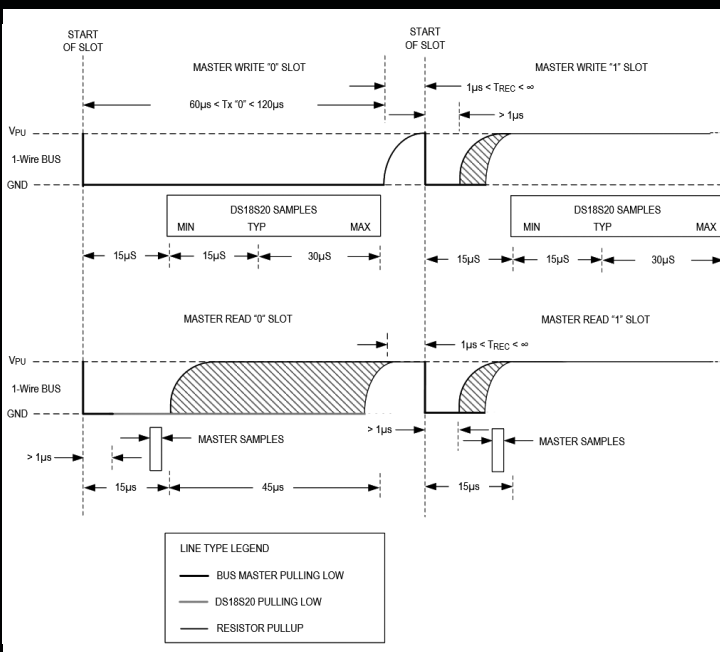 START
OF SLOT
START
OF SLOT
MASTER WRITE "0" SLOT
MASTER WRITE "1" SLOT
1µs < TREC < ∞
60µs < Tx "0" < 120µs
> 1µs
VPU
1-Wire BUS
GND
DS18S20 SAMPLES
MIN TYP MAX
DS18S20 SAMPLES
MIN TYP MAX
15µS 15µS 30µS
15µS 15µS 30µS
MASTER READ "0" SLOT
MASTER READ "1" SLOT
1µs < TREC < ∞
VPU
1-Wire BUS
GND
> 1µs
MASTER SAMPLES
> 1µs
MASTER SAMPLES
15µs 45µs
15µs
LINE TYPE LEGEND
BUS MASTER PULLING LOW
DS18S20 PULLING LOW
RESISTOR PULLUP